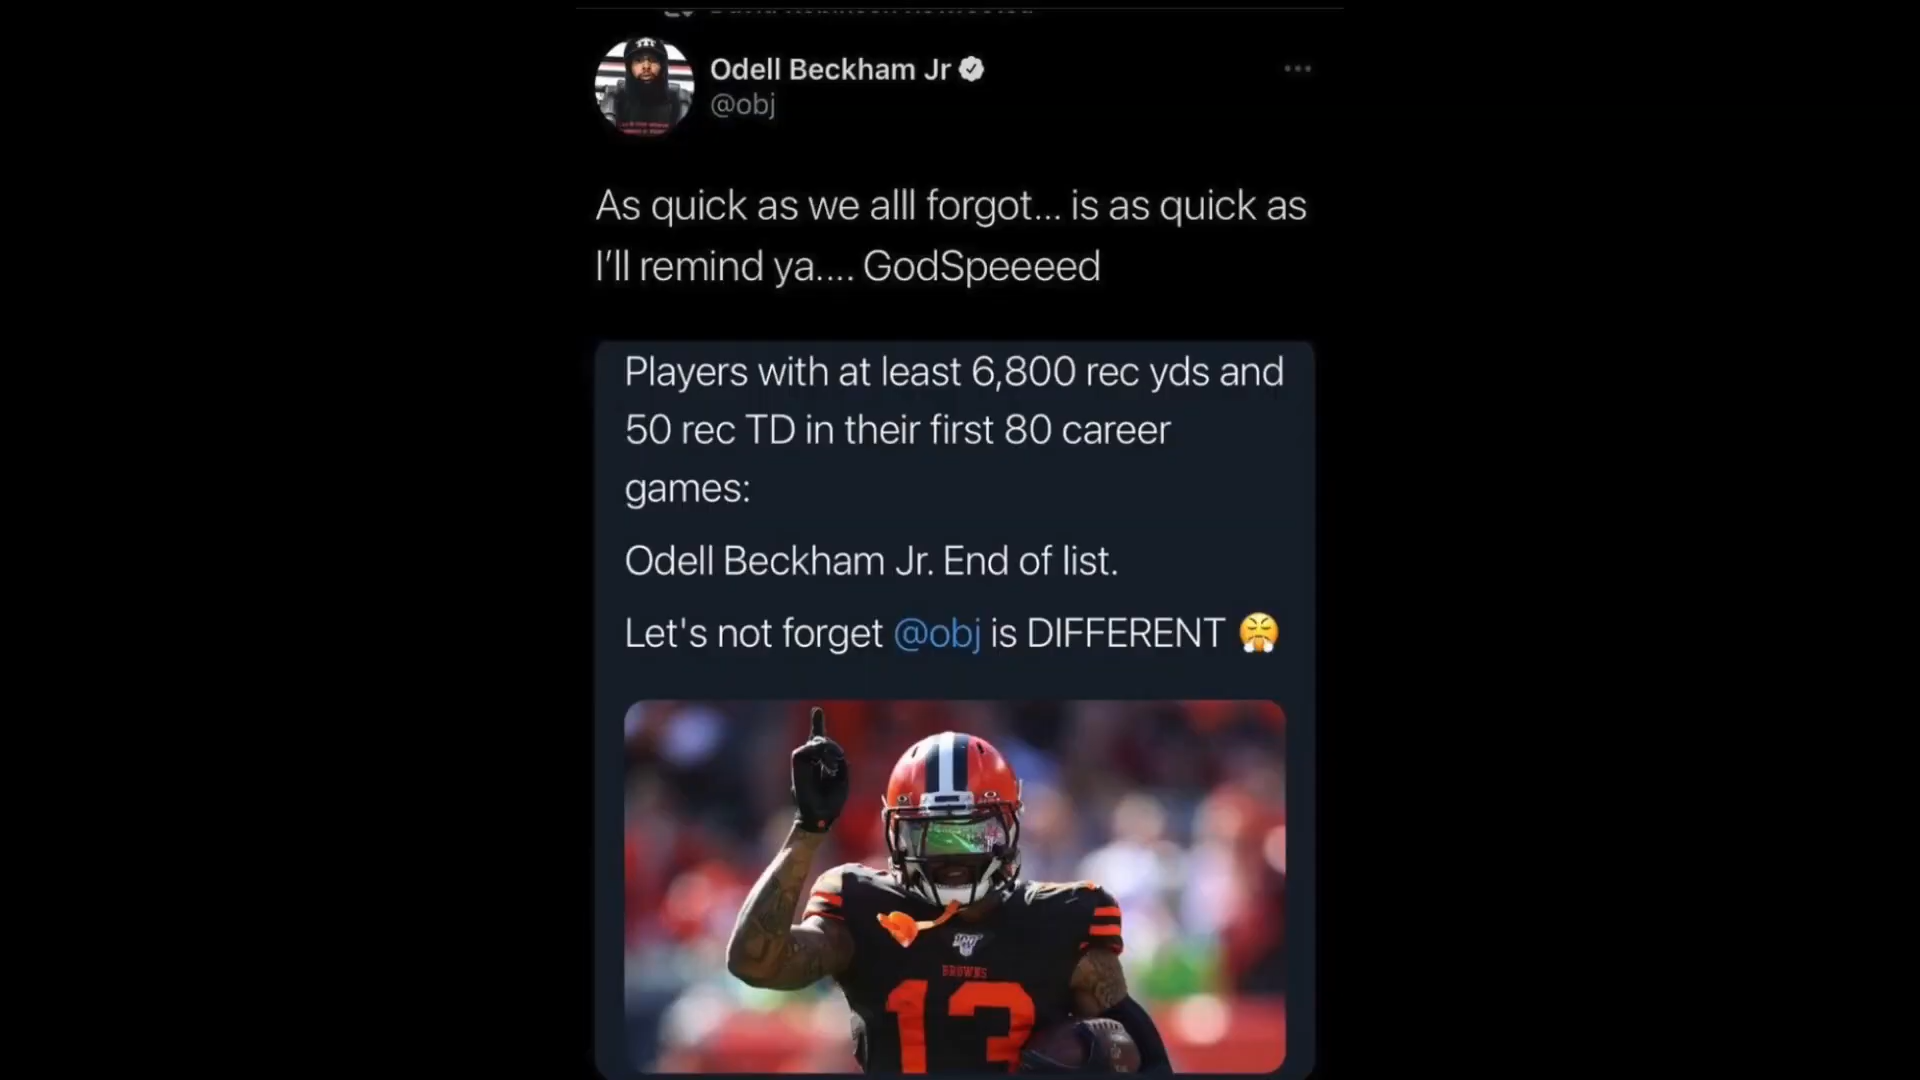 Odell Beckham Jr
@obj
As quick as we alll forgot... is as quick as
I'll remind ya.... GodSpeeeed
Players with at least 6,800 rec yds and
50 rec TD in their first 80 career
games:
Odell Beckham Jr. End of list.
Let's not forget @obj is DIFFERENT 😤
100
BROWNS
13